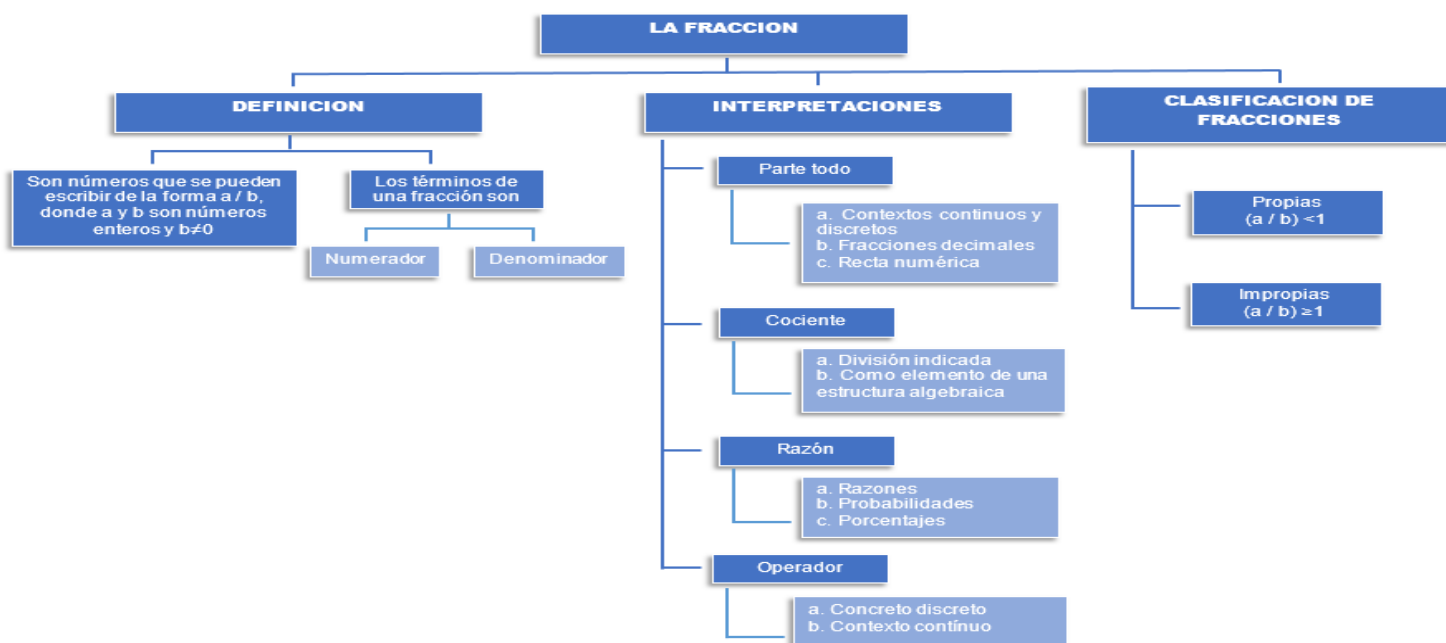 LA FRACCION
DEFINICION
Son números que se pueden
escribir de la forma a / b,
donde a y b son números
enteros y b≠0
Los términos de
una fracción son
Numerador
Denominador
INTERPRETACIONES
Parte todo
a. Contextos continuos y
discretos
b. Fracciones decimales
c. Recta numérica
Cociente
a. División indicada
b. Como elemento de una
estructura algebraica
Razón
a. Razones
b. Probabilidades
c. Porcentajes
Operador
a. Concreto discreto
b. Contexto contínuo
CLASIFICACION DE
FRACCIONES
Propias
(a / b) <1
Impropias
(a / b) ≥1